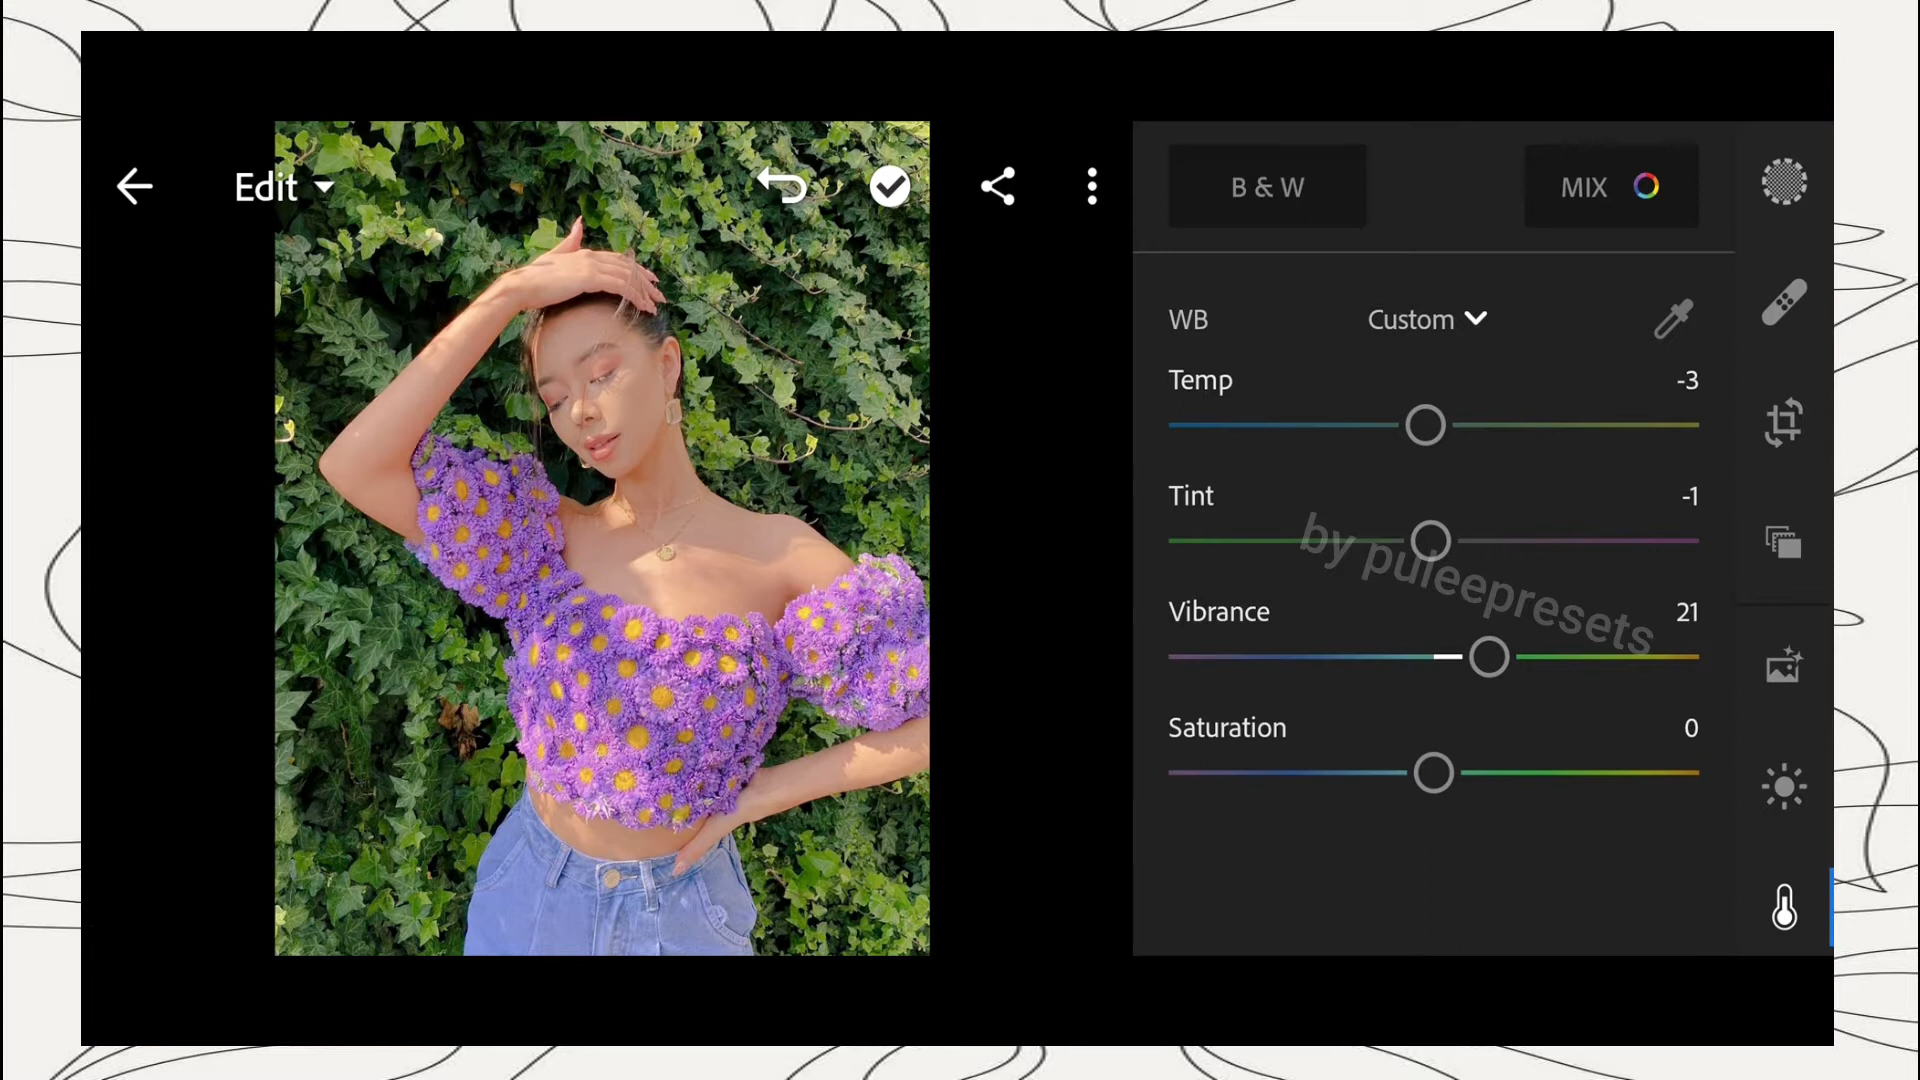 Edit
B & W
MIX
WB
Custom
Temp
-3
Tint
-1
by puleepresets
Vibrance
21
Saturation
0